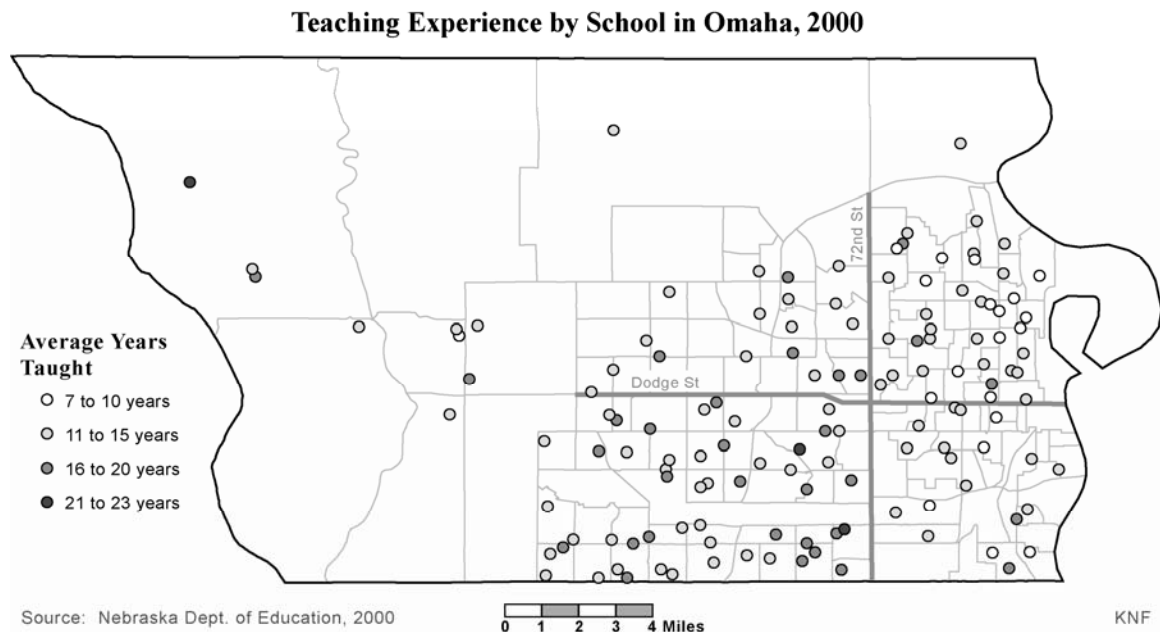 Teaching Experience by School in Omaha, 2000
72nd St
Average Years
Taught
7 to 10 years
Dodge St
11 to 15 years
16 to 20 years
21 to 23 years
Source: Nebraska Dept. of Education, 2000
0 1 2 3 4 Miles
KNF